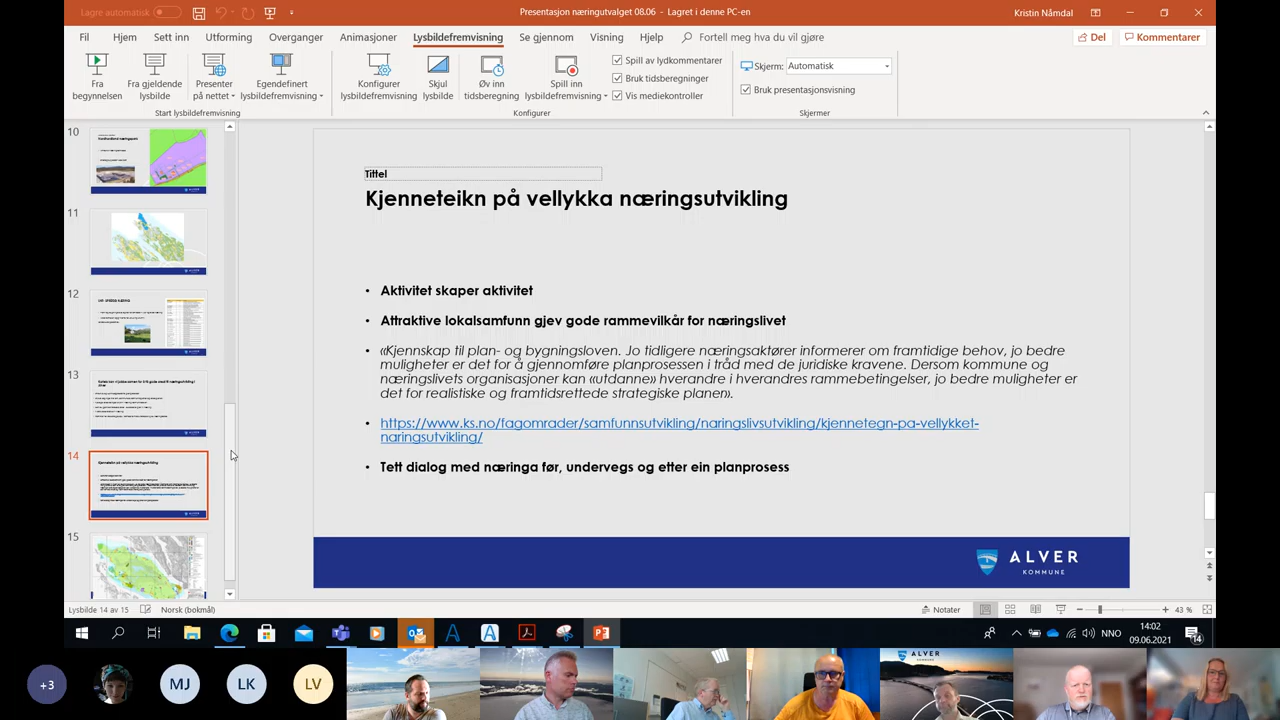 Lagre automatisk
Presentasjon næringutvalget 08.06 - Lagret i denne PC-en
Kristin Nåmdal
Fil Hjem Sett inn Utforming Overganger Animasjoner Lysbildefremvisning Se gjennom Visning Hjelp Fortell meg hva du vil gjøre Del Kommentarer
Fra begynnelsen
Fra gjeldende lysbilde
Presenter på nettet
Egendefinert lysbildefremvisning
Konfigurer lysbildefremvisning
Skjul lysbilde
Øv inn tidsberegning
Spill inn lysbildefremvisning
Spill av lydkommentarer
Bruk tidsberegninger
Vis mediekontroller
Skjerm: Automatisk
Bruk presentasjonsvisning
Start lysbildefremvisning Konfigurer Skjermer
10
11
12
13
14
15
Tittel
Kjenneteikn på vellykka næringsutvikling
• Aktivitet skaper aktivitet
• Attraktive lokalsamfunn gjev gode rammevilkår for næringslivet
• «Kjennskap til plan- og bygningsloven. Jo tidligere næringsaktører informerer om framtidige behov, jo bedre
muligheter er det for å gjennomføre planprosessen i tråd med de juridiske kravene. Dersom kommune og
næringslivets organisasjoner kan «utdanne» hverandre i hverandres rammebetingelser, jo bedre muligheter er
det for realistiske og framtidsrettede strategiske planer».
• https://www.ks.no/fagomrader/samfunnsutvikling/naringslivsutvikling/kjennetegn-pa-vellykket-
naringsutvikling/
• Tett dialog med næringa før, undervegs og etter ein planprosess
ALVER
KOMMUNE
Lysbilde 14 av 15 Norsk (bokmål) Notater 43 %
NNO
14:02
09.06.2021
+3 MJ LK LV
ALVER